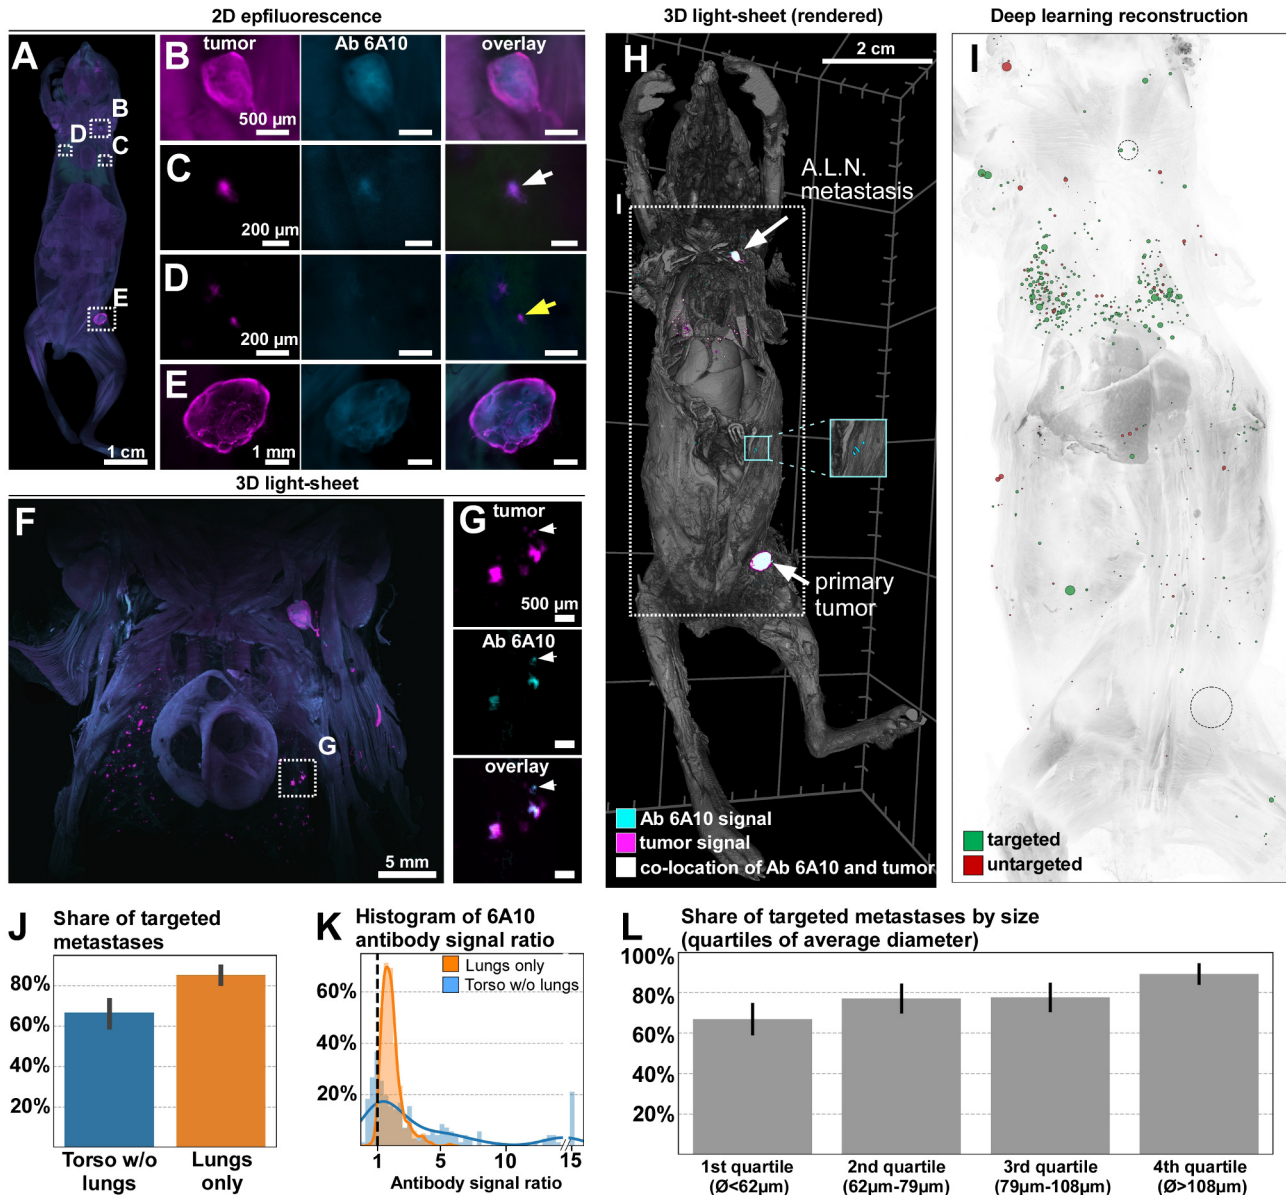 2D epfiluorescence
3D light-sheet (rendered)
Deep learning reconstruction
A
B
D
C
E
1 cm
B
tumor
Ab 6A10
overlay
500 µm
C
200 µm
D
200 µm
E
1 mm
3D light-sheet
F
G
5 mm
G
tumor
500 µm
Ab 6A10
overlay
H
2 cm
A.L.N.
metastasis
I
primary
tumor
Ab 6A10 signal
tumor signal
co-location of Ab 6A10 and tumor
I
targeted
untargeted
J
Share of targeted
metastases
80%
60%
40%
20%
Torso w/o
lungs
Lungs
only
K
Histogram of 6A10
antibody signal ratio
Lungs only
Torso w/o lungs
60%
40%
20%
1
5
10
15
Antibody signal ratio
L
Share of targeted metastases by size
(quartiles of average diameter)
100%
80%
60%
40%
20%
1st quartile
(Ø<62µm)
2nd quartile
(62µm-79µm)
3rd quartile
(79µm-108µm)
4th quartile
(Ø>108µm)